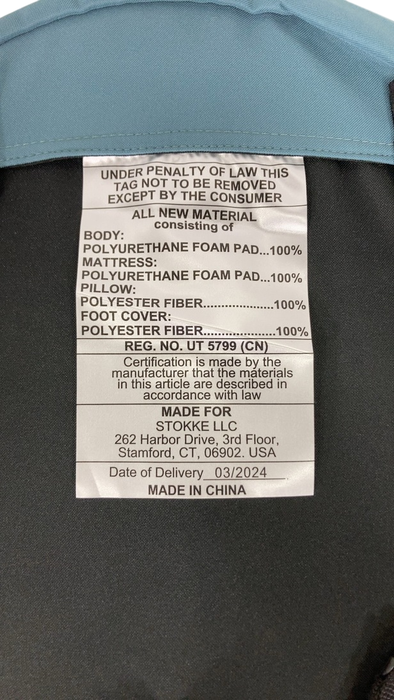 UNDER PENALTY OF LAW THIS
TAG NOT TO BE REMOVED
EXCEPT BY THE CONSUMER
ALL NEW MATERIAL
consisting of
BODY:
POLYURETHANE FOAM PAD...100%
MATTRESS:
POLYURETHANE FOAM PAD...100%
PILLOW:
POLYESTER FIBER....................100%
FOOT COVER:
POLYESTER FIBER.....................100%
REG. NO. UT 5799 (CN)
Certification is made by the
manufacturer that the materials
in this article are described in
accordance with law
MADE FOR
STOKKE LLC
262 Harbor Drive, 3rd Floor,
Stamford, CT, 06902. USA
Date of Delivery 03/2024
MADE IN CHINA